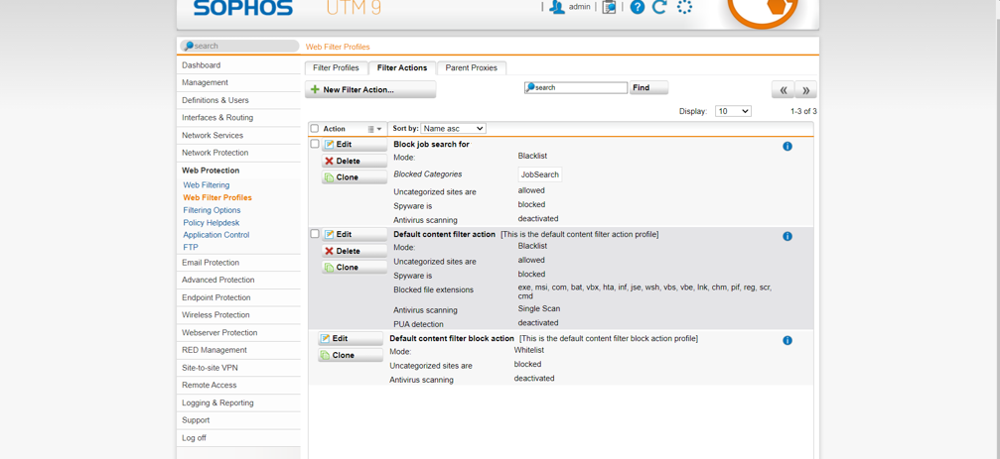 SOPHOS UTM 9
| admin | |
search
Web Filter Profiles
Dashboard
Management
Definitions & Users
Interfaces & Routing
Network Services
Network Protection
Web Protection
Web Filtering
Web Filter Profiles
Filtering Options
Policy Helpdesk
Application Control
FTP
Email Protection
Advanced Protection
Endpoint Protection
Wireless Protection
Webserver Protection
RED Management
Site-to-site VPN
Remote Access
Logging & Reporting
Support
Log off
Filter Profiles Filter Actions Parent Proxies
New Filter Action... search Find « »
Display: 10 1-3 of 3
Action Sort by: Name asc
Edit Block job search for
Mode: Blacklist
Delete
Blocked Categories JobSearch
Clone
Uncategorized sites are allowed
Spyware is blocked
Antivirus scanning deactivated
Edit Default content filter action [This is the default content filter action profile]
Mode: Blacklist
Delete
Uncategorized sites are allowed
Clone
Spyware is blocked
Blocked file extensions exe, msi, com, bat, vbx, hta, inf, jse, wsh, vbs, vbe, lnk, chm, pif, reg, scr,
cmd
Antivirus scanning Single Scan
PUA detection deactivated
Edit Default content filter block action [This is the default content filter block action profile]
Mode: Whitelist
Clone
Uncategorized sites are blocked
Antivirus scanning deactivated